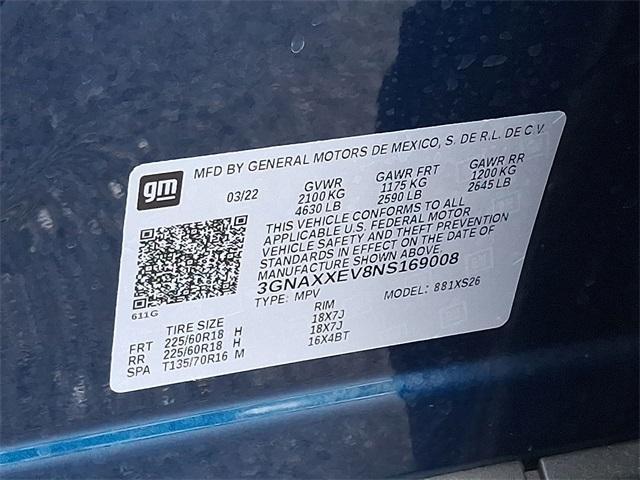 gm
MFD BY GENERAL MOTORS DE MEXICO, S. DE R.L. DE C.V.
03/22 GVWR GAWR FRT GAWR RR
2100 KG 1175 KG 1200 KG
4630 LB 2590 LB 2645 LB
THIS VEHICLE CONFORMS TO ALL
APPLICABLE U.S. FEDERAL MOTOR
VEHICLE SAFETY AND THEFT PREVENTION
STANDARDS IN EFFECT ON THE DATE OF
MANUFACTURE SHOWN ABOVE.
3GNAXXEV8NS169008
TYPE: MPV MODEL: 881XS26
611G
TIRE SIZE RIM
FRT 225/60R18 H 18X7J
RR 225/60R18 H 18X7J
SPA T135/70R16 M 16X4BT